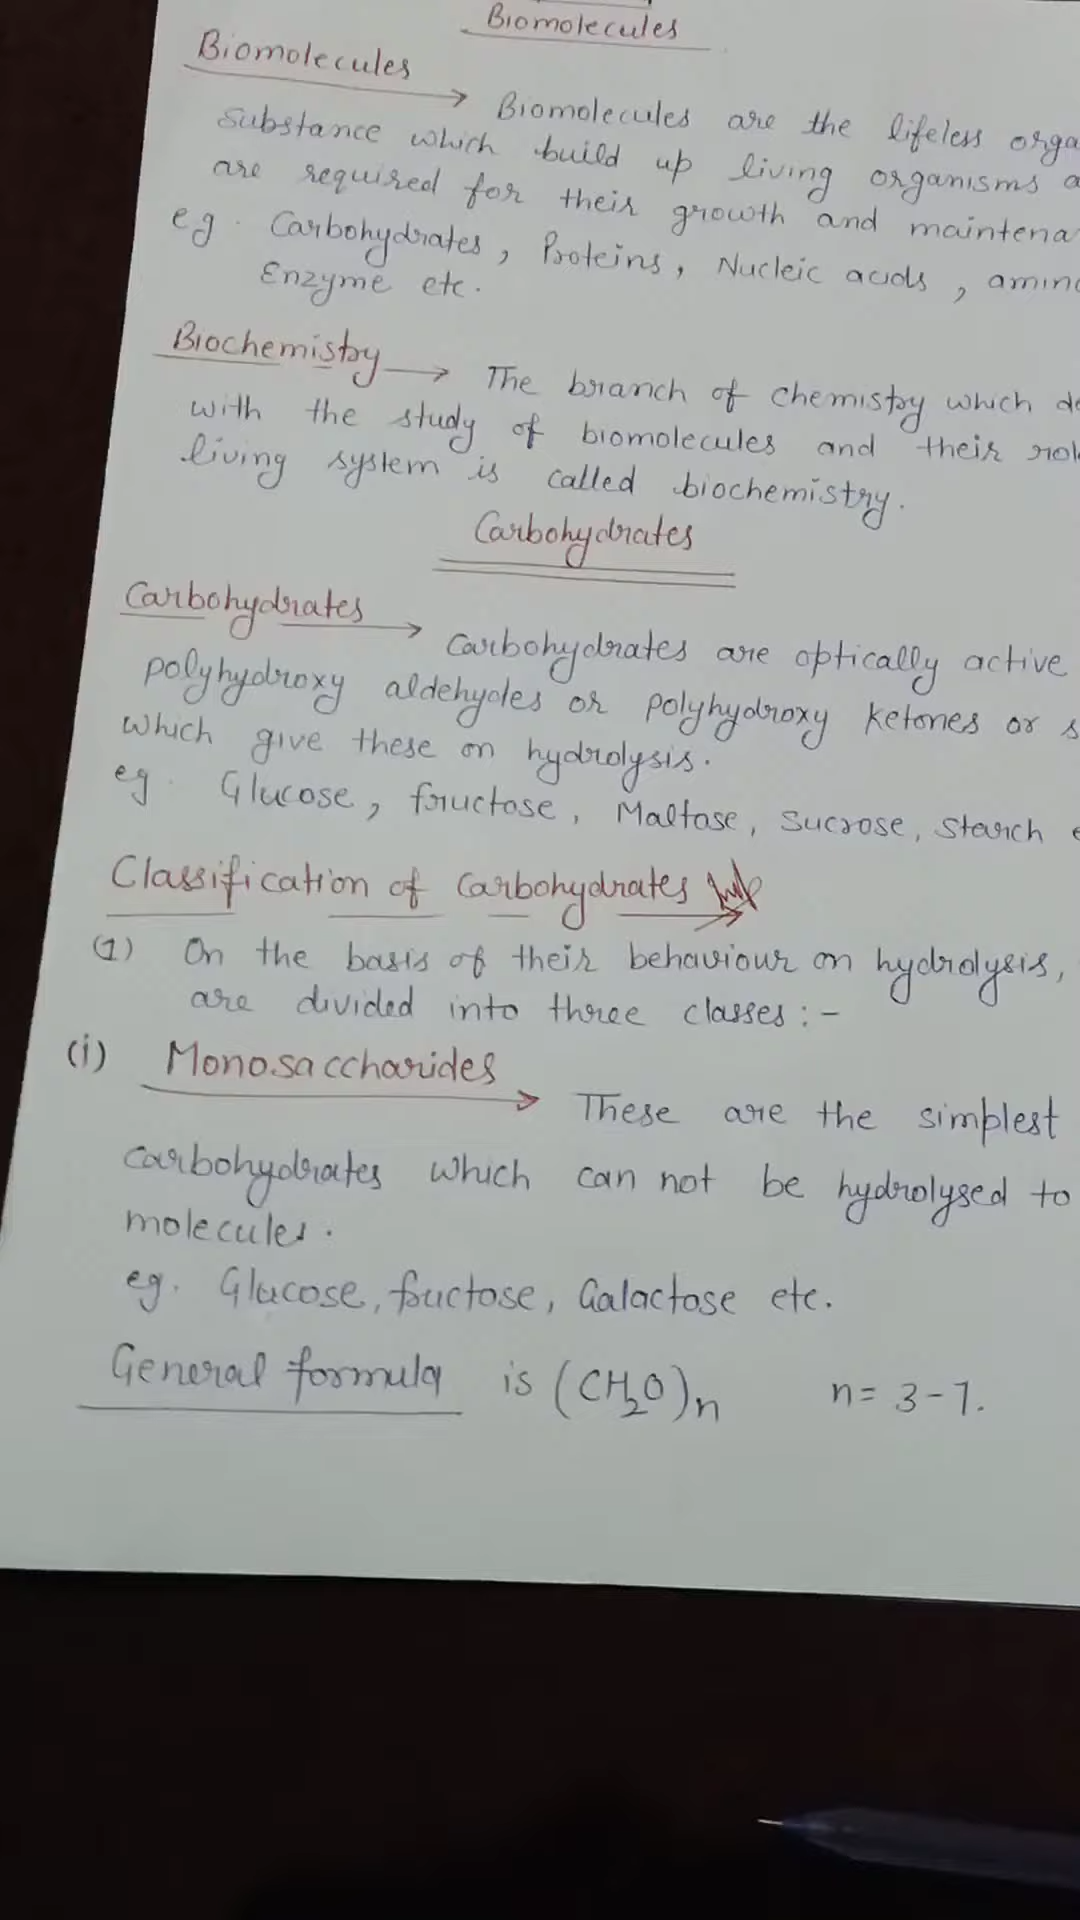 Biomolecules
Biomolecules → Biomolecules are the lifeless orga
substance which build up living organisms a
are required for their growth and maintena
eg. Carbohydrates, Proteins, Nucleic acids, amino
Enzyme etc.
Biochemistry → The branch of chemistry which de
with the study of biomolecules and their rol
living system is called biochemistry.
Carbohydrates
Carbohydrates → Carbohydrates are optically active
polyhydroxy aldehydes or polyhydroxy ketones or s
which give these on hydrolysis.
eg. Glucose, fructose, Maltose, Sucrose, Starch e
Classification of Carbohydrates Imp →
(1) On the basis of their behaviour on hydrolysis,
are divided into three classes :-
(i) Monosaccharides → These are the simplest
carbohydrates which can not be hydrolysed to
molecules.
eg. Glucose, fructose, Galactose etc.
General formula is (CH₂O)n n= 3-7.